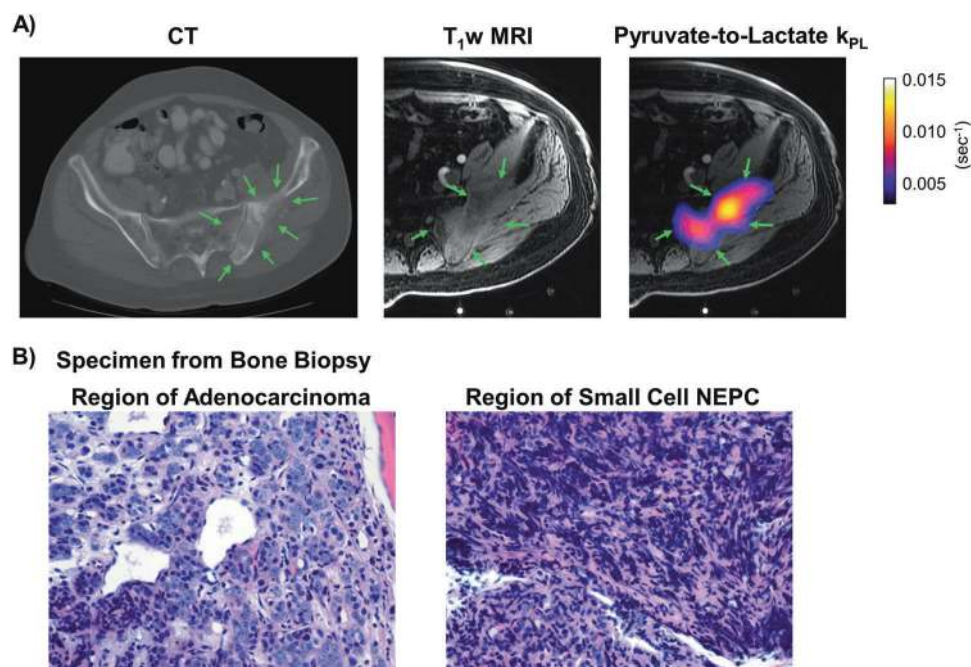 A)
CT
T1w MRI
Pyruvate-to-Lactate kPL
0.015
0.010
0.005
(sec-1)
B) Specimen from Bone Biopsy
Region of Adenocarcinoma
Region of Small Cell NEPC